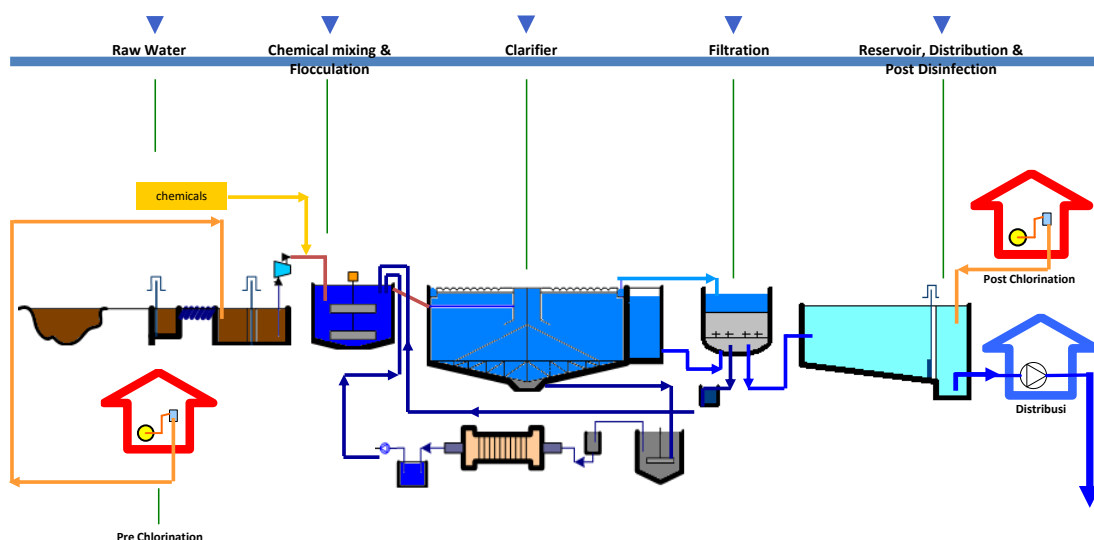 Raw Water
Chemical mixing &
Flocculation
Clarifier
Filtration
Reservoir, Distribution &
Post Disinfection
chemicals
Post Chlorination
Distribusi
Pre Chlorination